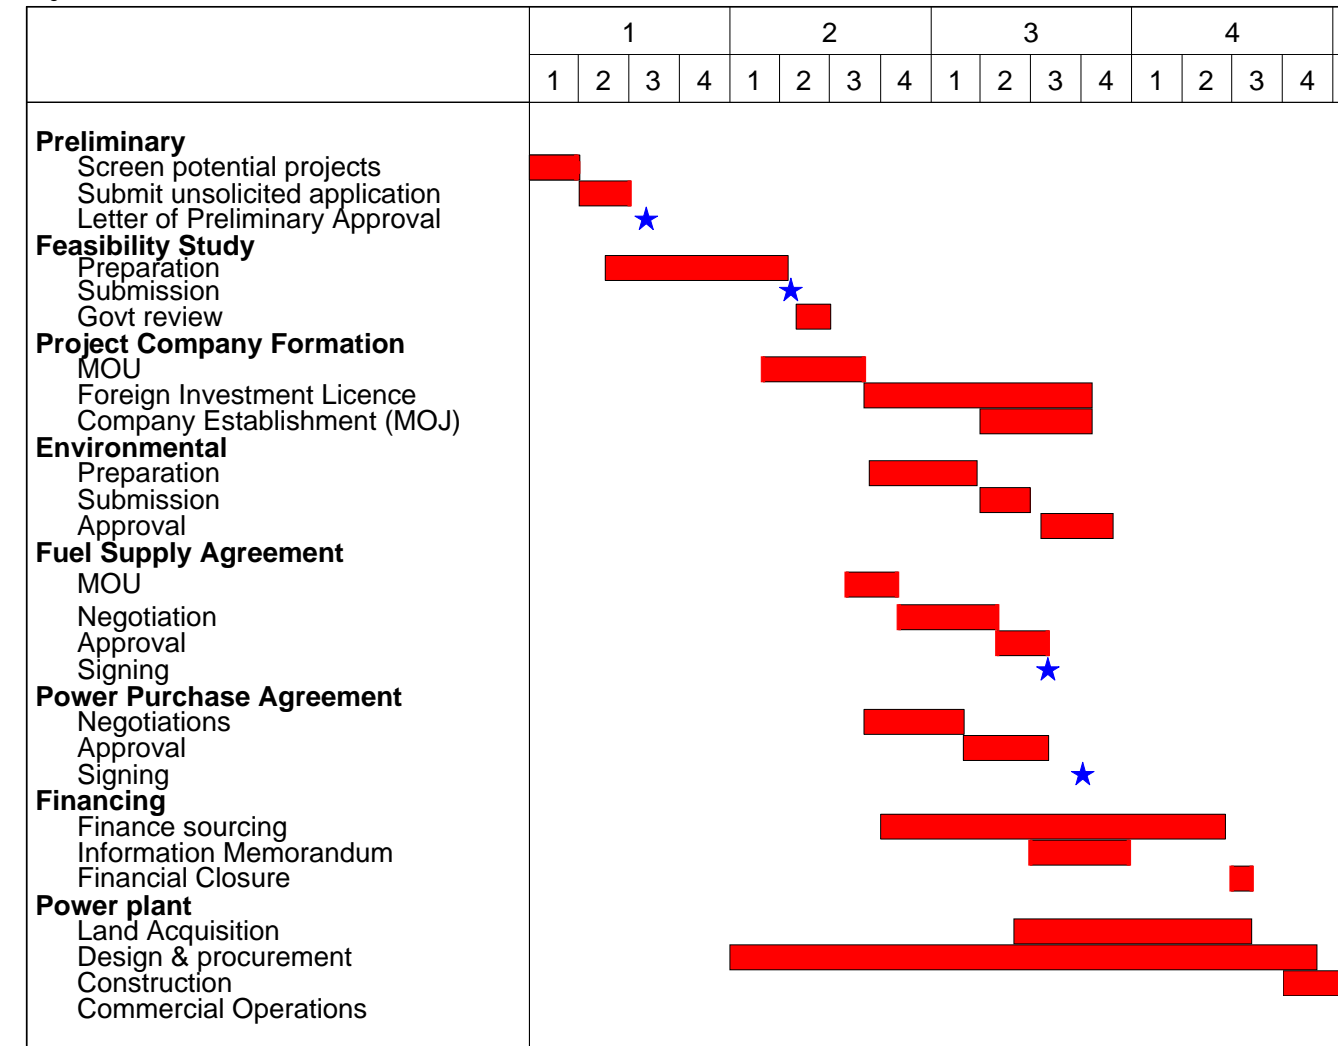 1 2 3 4
1 2 3 4 1 2 3 4 1 2 3 4 1 2 3 4
Preliminary
Screen potential projects
Submit unsolicited application
Letter of Preliminary Approval
Feasibility Study
Preparation
Submission
Govt review
Project Company Formation
MOU
Foreign Investment Licence
Company Establishment (MOJ)
Environmental
Preparation
Submission
Approval
Fuel Supply Agreement
MOU
Negotiation
Approval
Signing
Power Purchase Agreement
Negotiations
Approval
Signing
Financing
Finance sourcing
Information Memorandum
Financial Closure
Power plant
Land Acquisition
Design & procurement
Construction
Commercial Operations